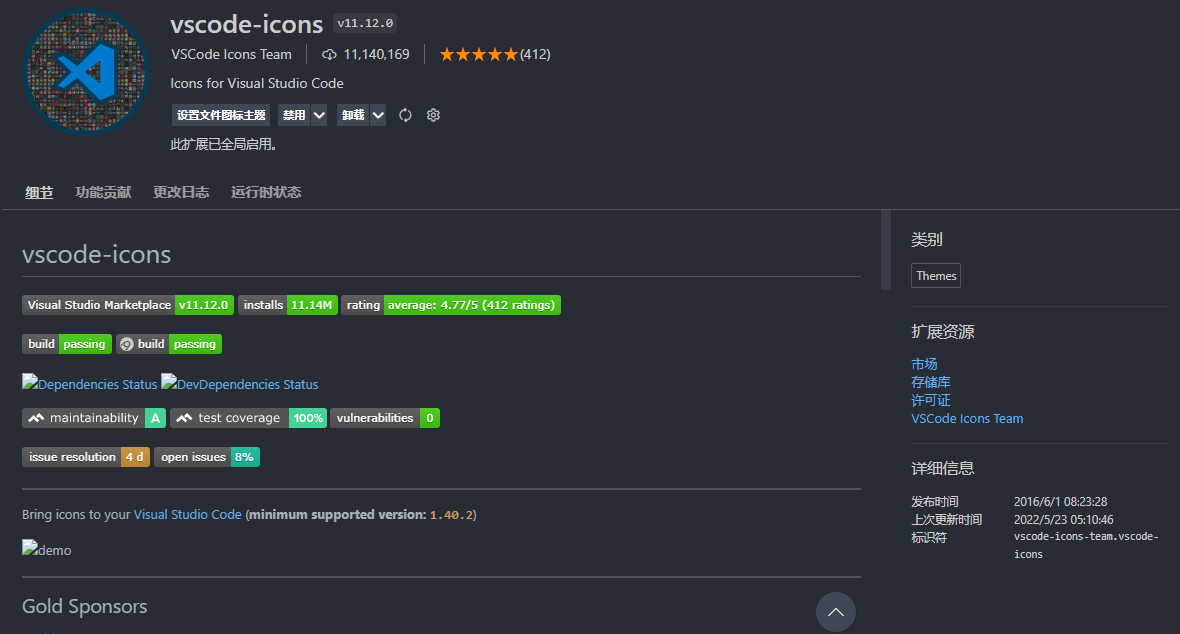 vscode-icons v11.12.0
VSCode Icons Team 11,140,169 (412)
Icons for Visual Studio Code
设置文件图标主题 禁用 卸载
此扩展已全局启用。
细节 功能贡献 更改日志 运行时状态
vscode-icons
Visual Studio Marketplace v11.12.0 installs 11.14M rating average: 4.77/5 (412 ratings)
build passing build passing
Dependencies Status DevDependencies Status
maintainability A test coverage 100% vulnerabilities 0
issue resolution 4 d open issues 8%
Bring icons to your Visual Studio Code (minimum supported version: 1.40.2)
demo
Gold Sponsors
类别
Themes
扩展资源
市场
存储库
许可证
VSCode Icons Team
详细信息
发布时间 2016/6/1 08:23:28
上次更新时间 2022/5/23 05:10:46
标识符 vscode-icons-team.vscode-
icons